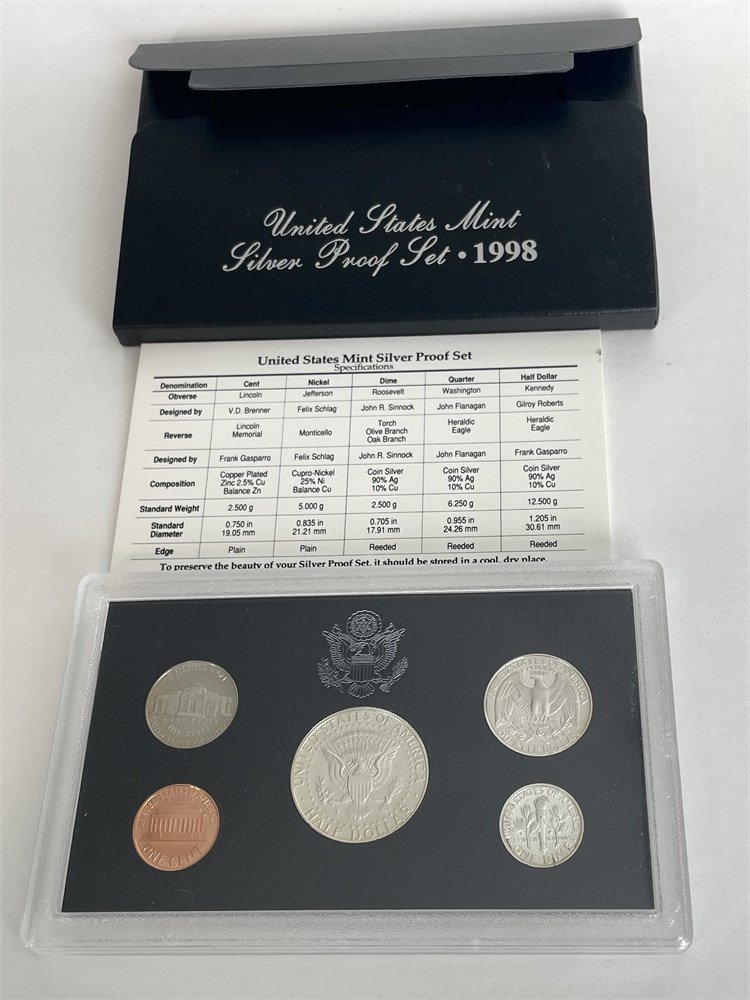 United States Mint
Silver Proof Set • 1998
United States Mint Silver Proof Set
Specifications
Denomination Cent Nickel Dime Quarter Half Dollar
Obverse Lincoln Jefferson Roosevelt Washington Kennedy
Designed by V.D. Brenner Felix Schlag John R. Sinnock John Flanagan Gilroy Roberts
Reverse Lincoln Memorial Monticello Torch Olive Branch Oak Branch Heraldic Eagle Heraldic Eagle
Designed by Frank Gasparro Felix Schlag John R. Sinnock John Flanagan Frank Gasparro
Composition Copper Plated Zinc 2.5% Cu Balance Zn Cupro-Nickel 25% Ni Balance Cu Coin Silver 90% Ag 10% Cu Coin Silver 90% Ag 10% Cu Coin Silver 90% Ag 10% Cu
Standard Weight 2.500 g 5.000 g 2.500 g 6.250 g 12.500 g
Standard Diameter 0.750 in 19.05 mm 0.835 in 21.21 mm 0.705 in 17.91 mm 0.955 in 24.26 mm 1.205 in 30.61 mm
Edge Plain Plain Reeded Reeded Reeded
To preserve the beauty of your Silver Proof Set, it should be stored in a cool, dry place.
UNITED STATES OF AMERICA
HALF DOLLAR
UNITED STATES OF AMERICA
ONE CENT
UNITED STATES OF AMERICA
ONE DIME